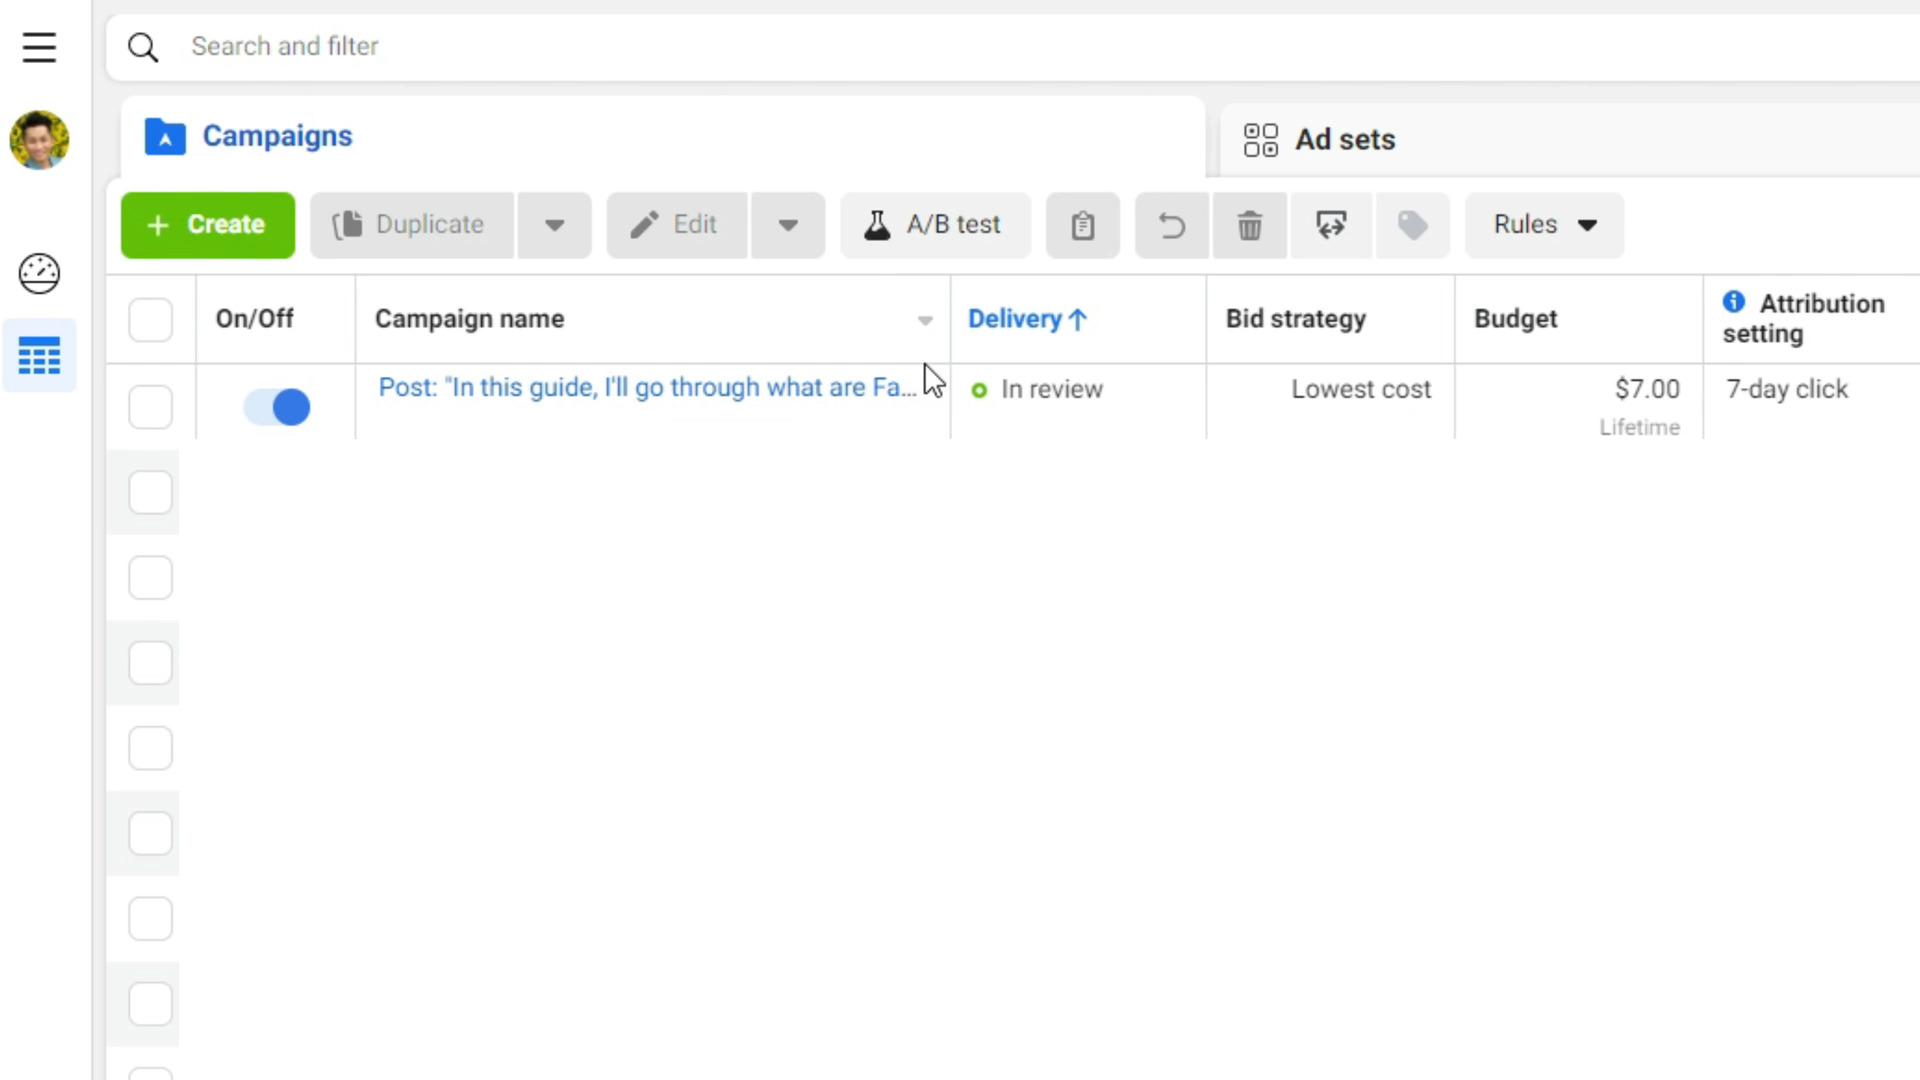 Search and filter
Campaigns
Ad sets
+ Create
Duplicate
Edit
A/B test
Rules
On/Off
Campaign name
Delivery ↑
Bid strategy
Budget
Attribution
setting
Post: "In this guide, I'll go through what are Fa...
In review
Lowest cost
$7.00
Lifetime
7-day click